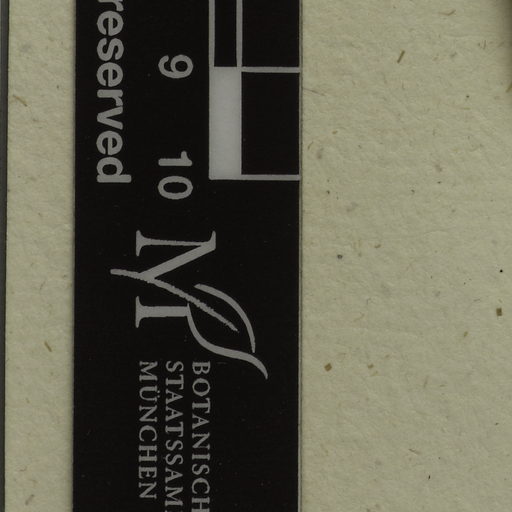 reserved
9 10
M
BOTANISCH
STAATSSAM
MÜNCHEN